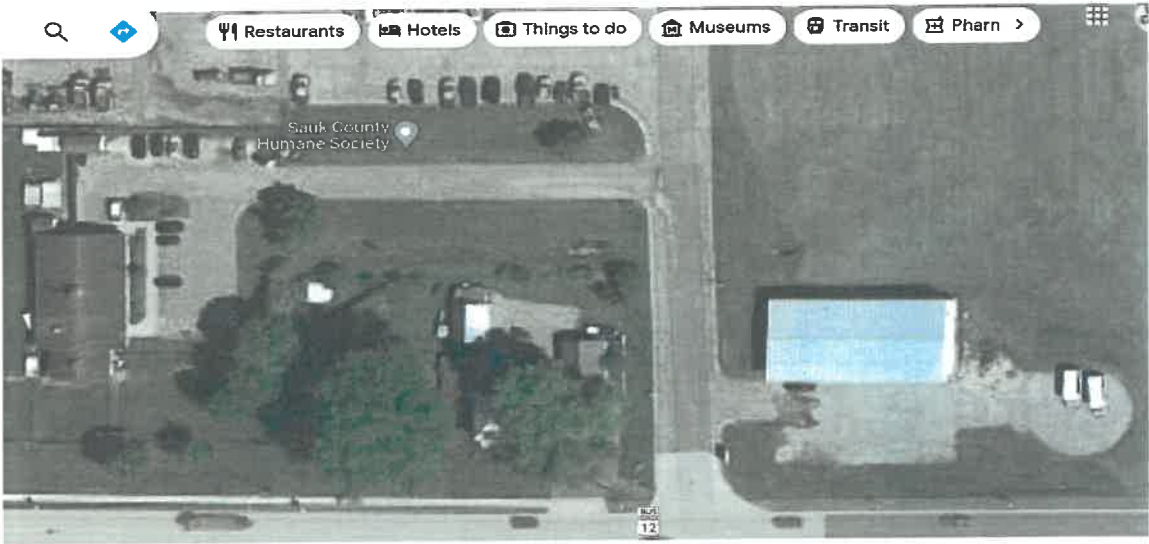 Restaurants
Hotels
Things to do
Museums
Transit
Pharn
Sauk County
Humane Society
BUS
12